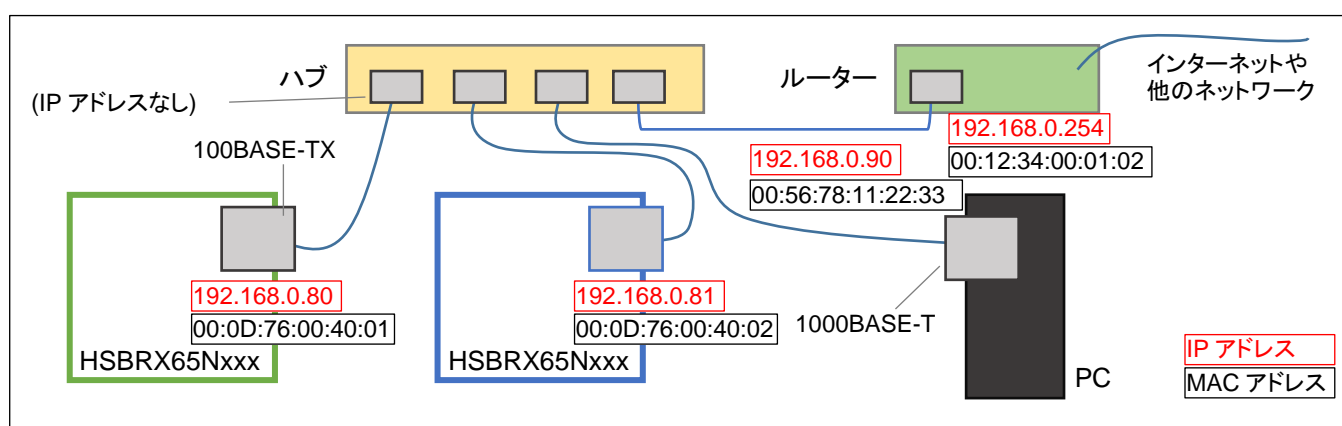 ハブ
ルーター
インターネットや
他のネットワーク
(IP アドレスなし)
192.168.0.254
100BASE-TX
192.168.0.90
00:12:34:00:01:02
00:56:78:11:22:33
192.168.0.80
192.168.0.81
00:0D:76:00:40:01
00:0D:76:00:40:02
1000BASE-T
HSBRX65Nxxx
HSBRX65Nxxx
PC
IP アドレス
MAC アドレス